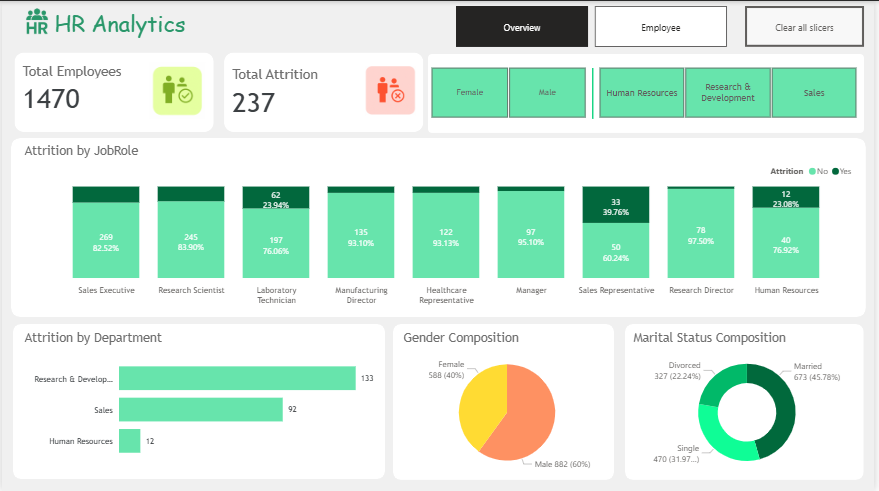 HR
HR Analytics
Overview
Employee
Clear all slicers
Total Employees
1470
Total Attrition
237
Female
Male
Human Resources
Research &
Development
Sales
Attrition by JobRole
Attrition
No
Yes
269
82.52%
245
83.90%
62
23.94%
197
76.06%
135
93.10%
122
93.13%
97
95.10%
33
39.76%
50
60.24%
78
97.50%
12
23.08%
40
76.92%
Sales Executive
Research Scientist
Laboratory
Technician
Manufacturing
Director
Healthcare
Representative
Manager
Sales Representative
Research Director
Human Resources
Attrition by Department
Research & Develop...
133
Sales
92
Human Resources
12
Gender Composition
Female
588 (40%)
Male 882 (60%)
Marital Status Composition
Divorced
327 (22.24%)
Married
673 (45.78%)
Single
470 (31.97...)